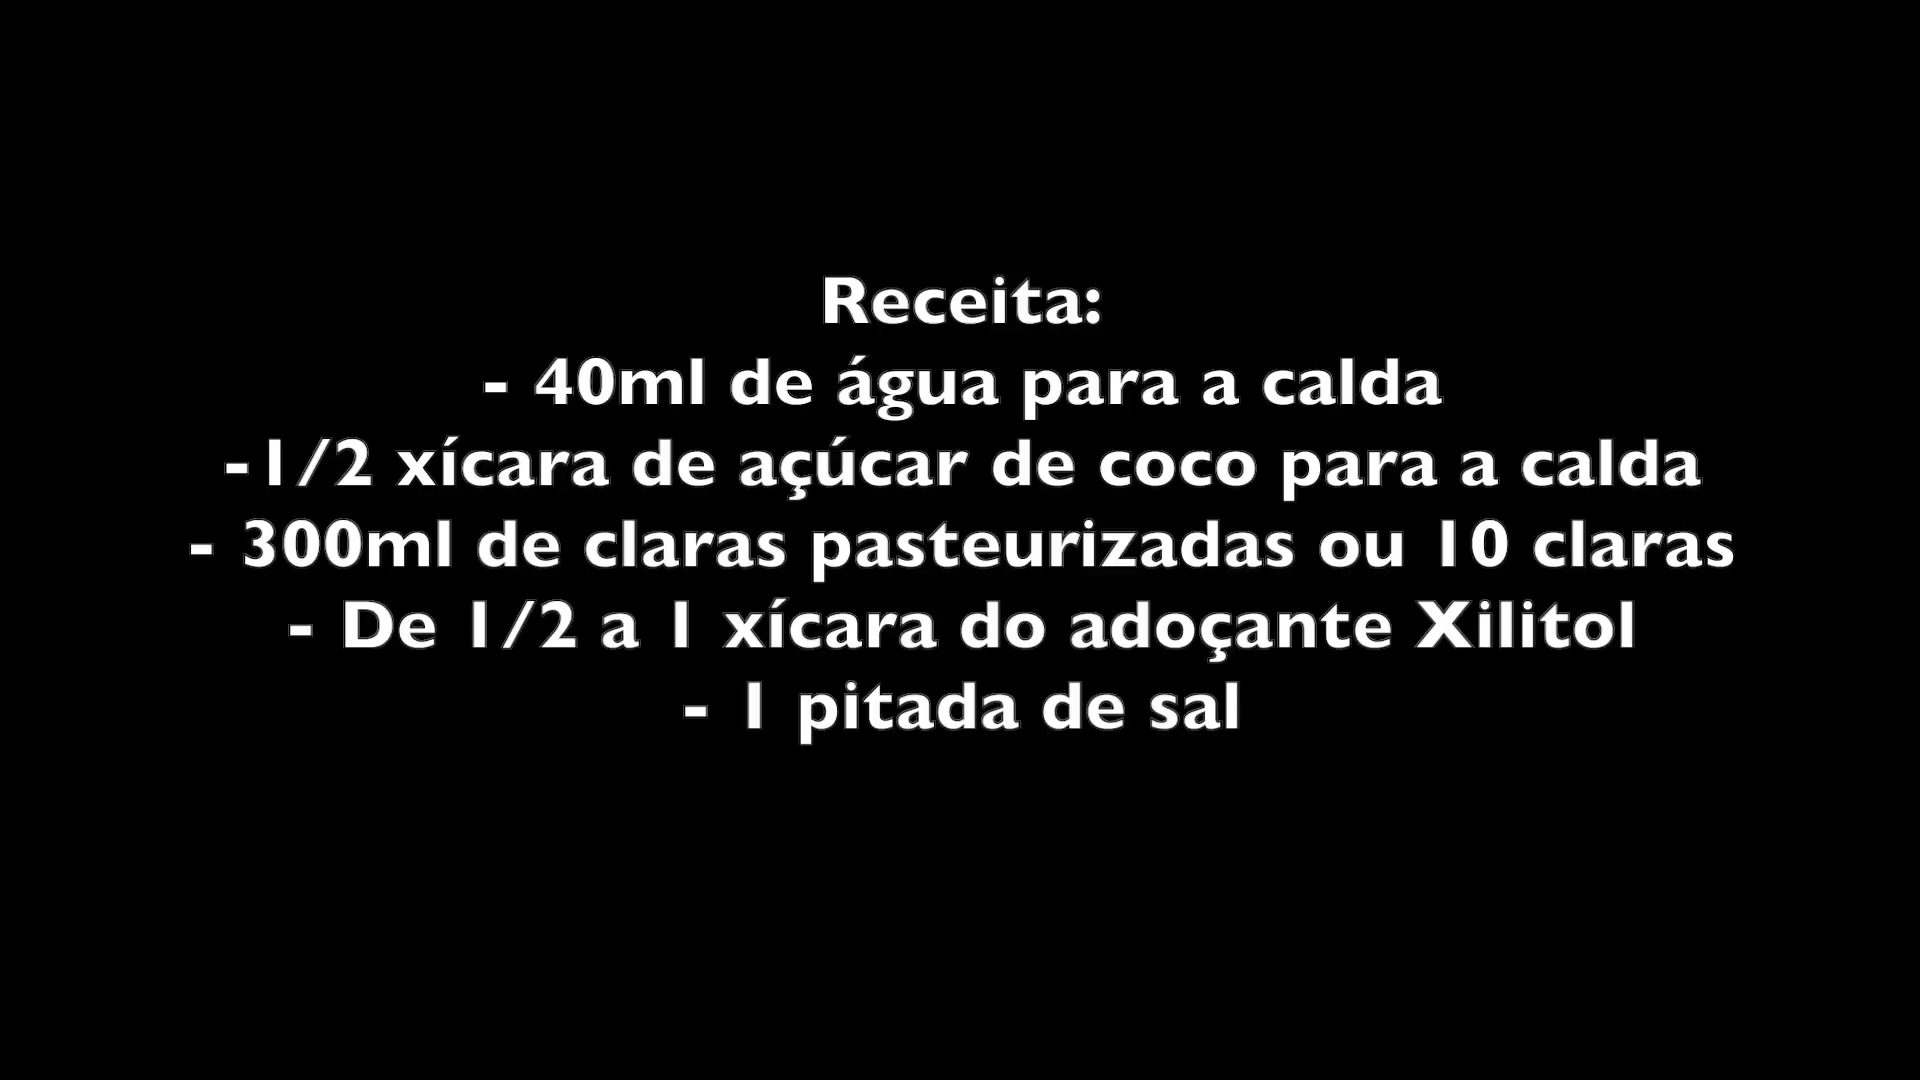 Receita:
- 40ml de água para a calda
-1/2 xícara de açúcar de coco para a calda
- 300ml de claras pasteurizadas ou 10 claras
- De 1/2 a 1 xícara do adoçante Xilitol
- 1 pitada de sal